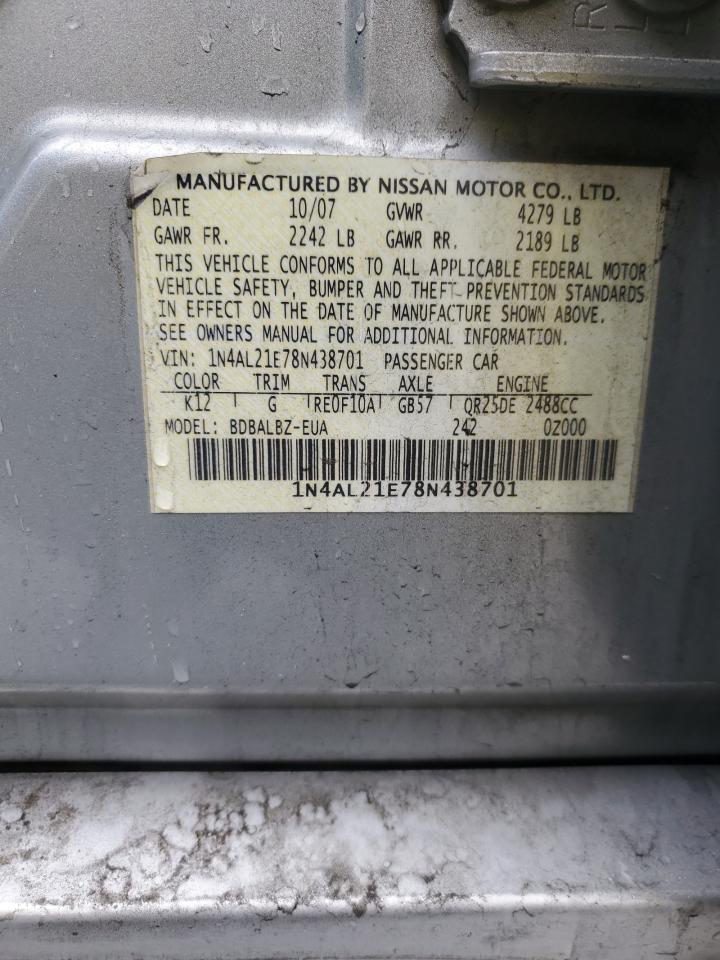 R
L
MANUFACTURED BY NISSAN MOTOR CO., LTD.
DATE 10/07 GVWR 4279 LB
GAWR FR. 2242 LB GAWR RR. 2189 LB
THIS VEHICLE CONFORMS TO ALL APPLICABLE FEDERAL MOTOR
VEHICLE SAFETY, BUMPER AND THEFT PREVENTION STANDARDS
IN EFFECT ON THE DATE OF MANUFACTURE SHOWN ABOVE.
SEE OWNERS MANUAL FOR ADDITIONAL INFORMATION.
VIN: 1N4AL21E78N438701 PASSENGER CAR
COLOR TRIM TRANS AXLE ENGINE
K12 G RE0F10A GB57 QR25DE 2488CC
MODEL: BDBALBZ-EUA 242 0Z000
1N4AL21E78N438701